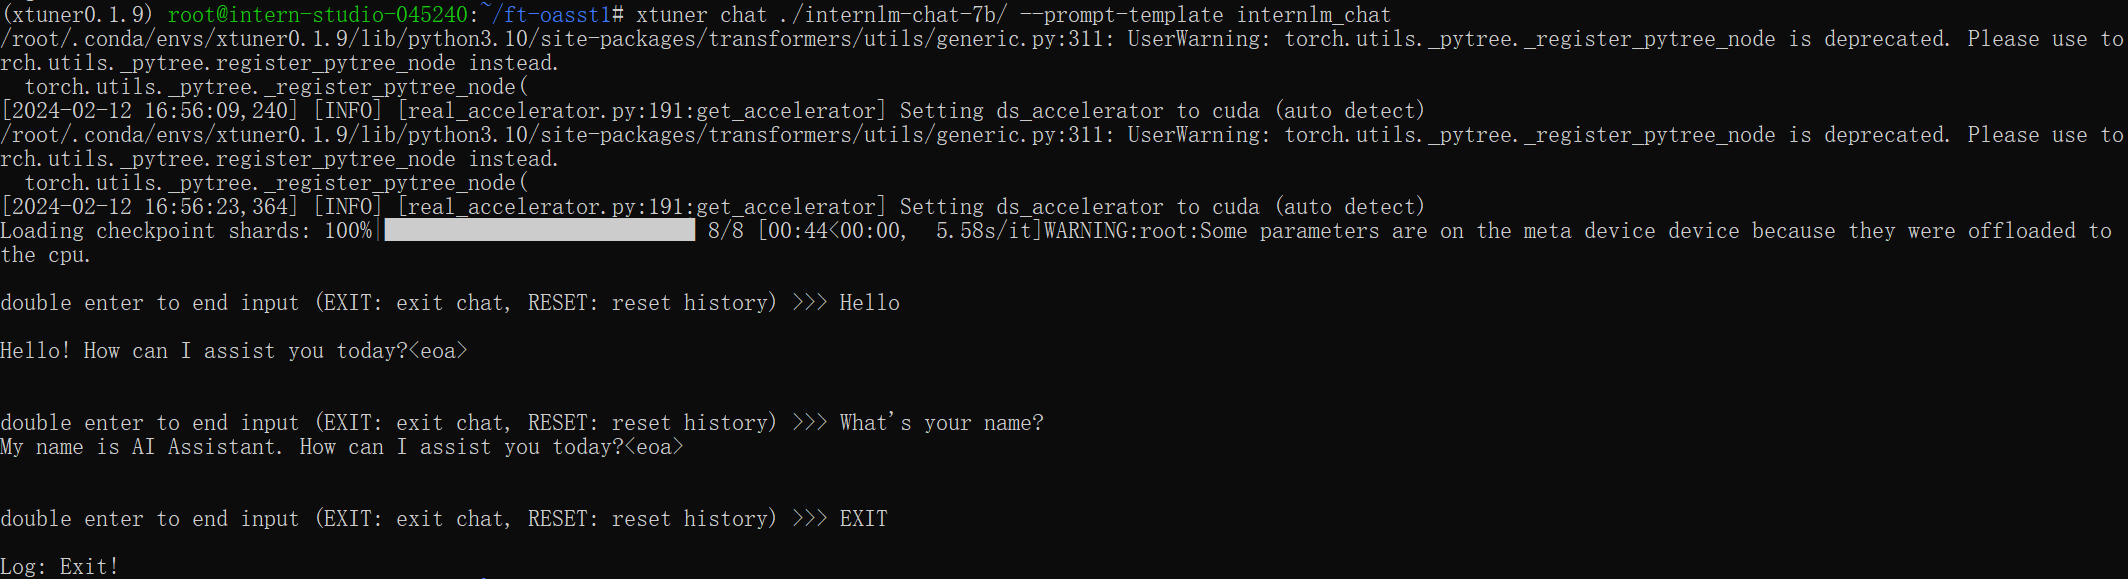 (xtuner0.1.9) root@intern-studio-045240:~/ft-oasst1# xtuner chat ./internlm-chat-7b/ --prompt-template internlm_chat
/root/.conda/envs/xtuner0.1.9/lib/python3.10/site-packages/transformers/utils/generic.py:311: UserWarning: torch.utils._pytree._register_pytree_node is deprecated. Please use to
rch.utils._pytree.register_pytree_node instead.
  torch.utils._pytree._register_pytree_node(
[2024-02-12 16:56:09,240] [INFO] [real_accelerator.py:191:get_accelerator] Setting ds_accelerator to cuda (auto detect)
/root/.conda/envs/xtuner0.1.9/lib/python3.10/site-packages/transformers/utils/generic.py:311: UserWarning: torch.utils._pytree._register_pytree_node is deprecated. Please use to
rch.utils._pytree.register_pytree_node instead.
  torch.utils._pytree._register_pytree_node(
[2024-02-12 16:56:23,364] [INFO] [real_accelerator.py:191:get_accelerator] Setting ds_accelerator to cuda (auto detect)
Loading checkpoint shards: 100%|██████████████████████████| 8/8 [00:44<00:00,  5.58s/it]WARNING:root:Some parameters are on the meta device device because they were offloaded to
the cpu.
double enter to end input (EXIT: exit chat, RESET: reset history) >>> Hello
Hello! How can I assist you today?<eoa>
double enter to end input (EXIT: exit chat, RESET: reset history) >>> What's your name?
My name is AI Assistant. How can I assist you today?<eoa>
double enter to end input (EXIT: exit chat, RESET: reset history) >>> EXIT
Log: Exit!